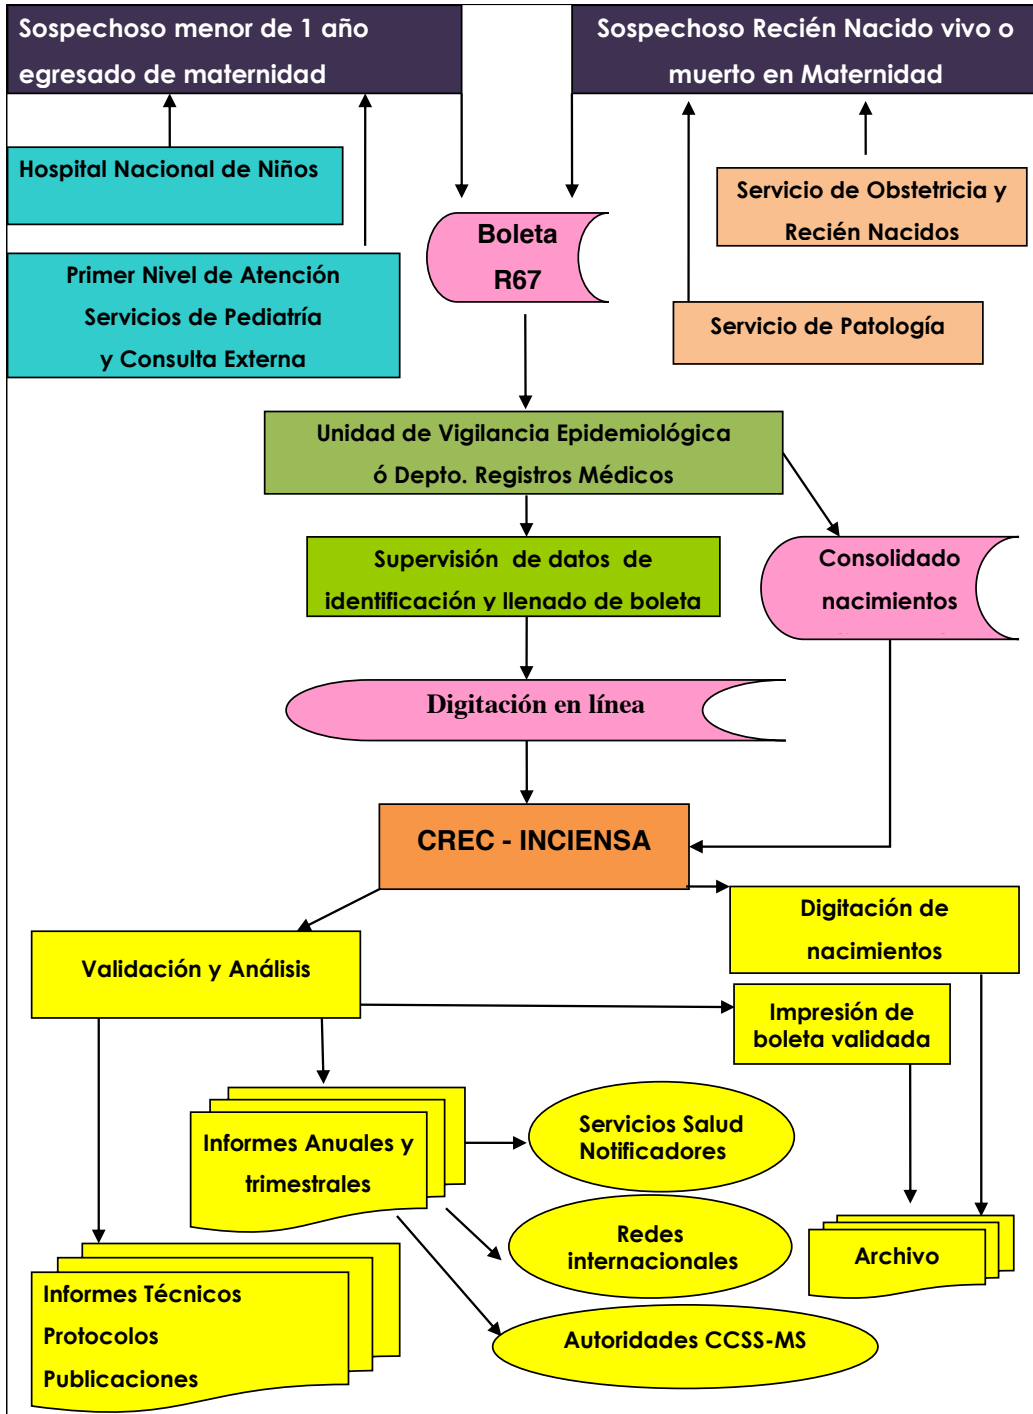 Sospechoso menor de 1 año
egresado de maternidad
Sospechoso Recién Nacido vivo o
muerto en Maternidad
Hospital Nacional de Niños
Servicio de Obstetricia y
Recién Nacidos
Boleta
R67
Primer Nivel de Atención
Servicios de Pediatría
y Consulta Externa
Servicio de Patología
Unidad de Vigilancia Epidemiológica
ó Depto. Registros Médicos
Supervisión de datos de
identificación y llenado de boleta
Consolidado
nacimientos
Digitación en línea
CREC - INCIENSA
Digitación de
nacimientos
Validación y Análisis
Impresión de
boleta validada
Informes Anuales y
trimestrales
Servicios Salud
Notificadores
Redes
internacionales
Archivo
Informes Técnicos
Protocolos
Publicaciones
Autoridades CCSS-MS